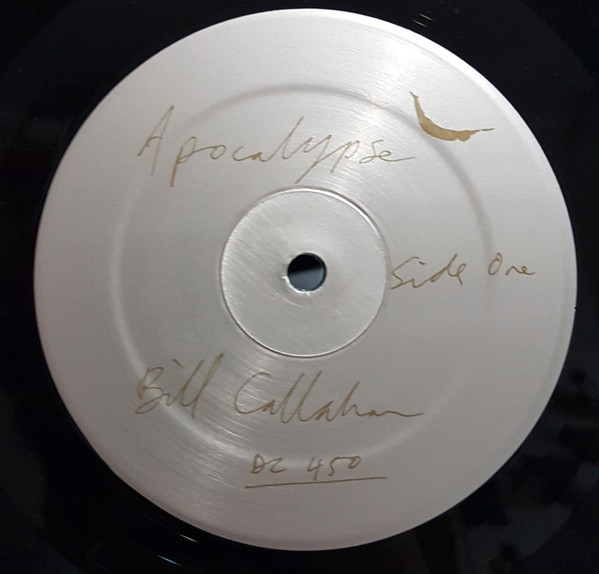 Apocalypse
Side One
Bill Callahan
DC 450